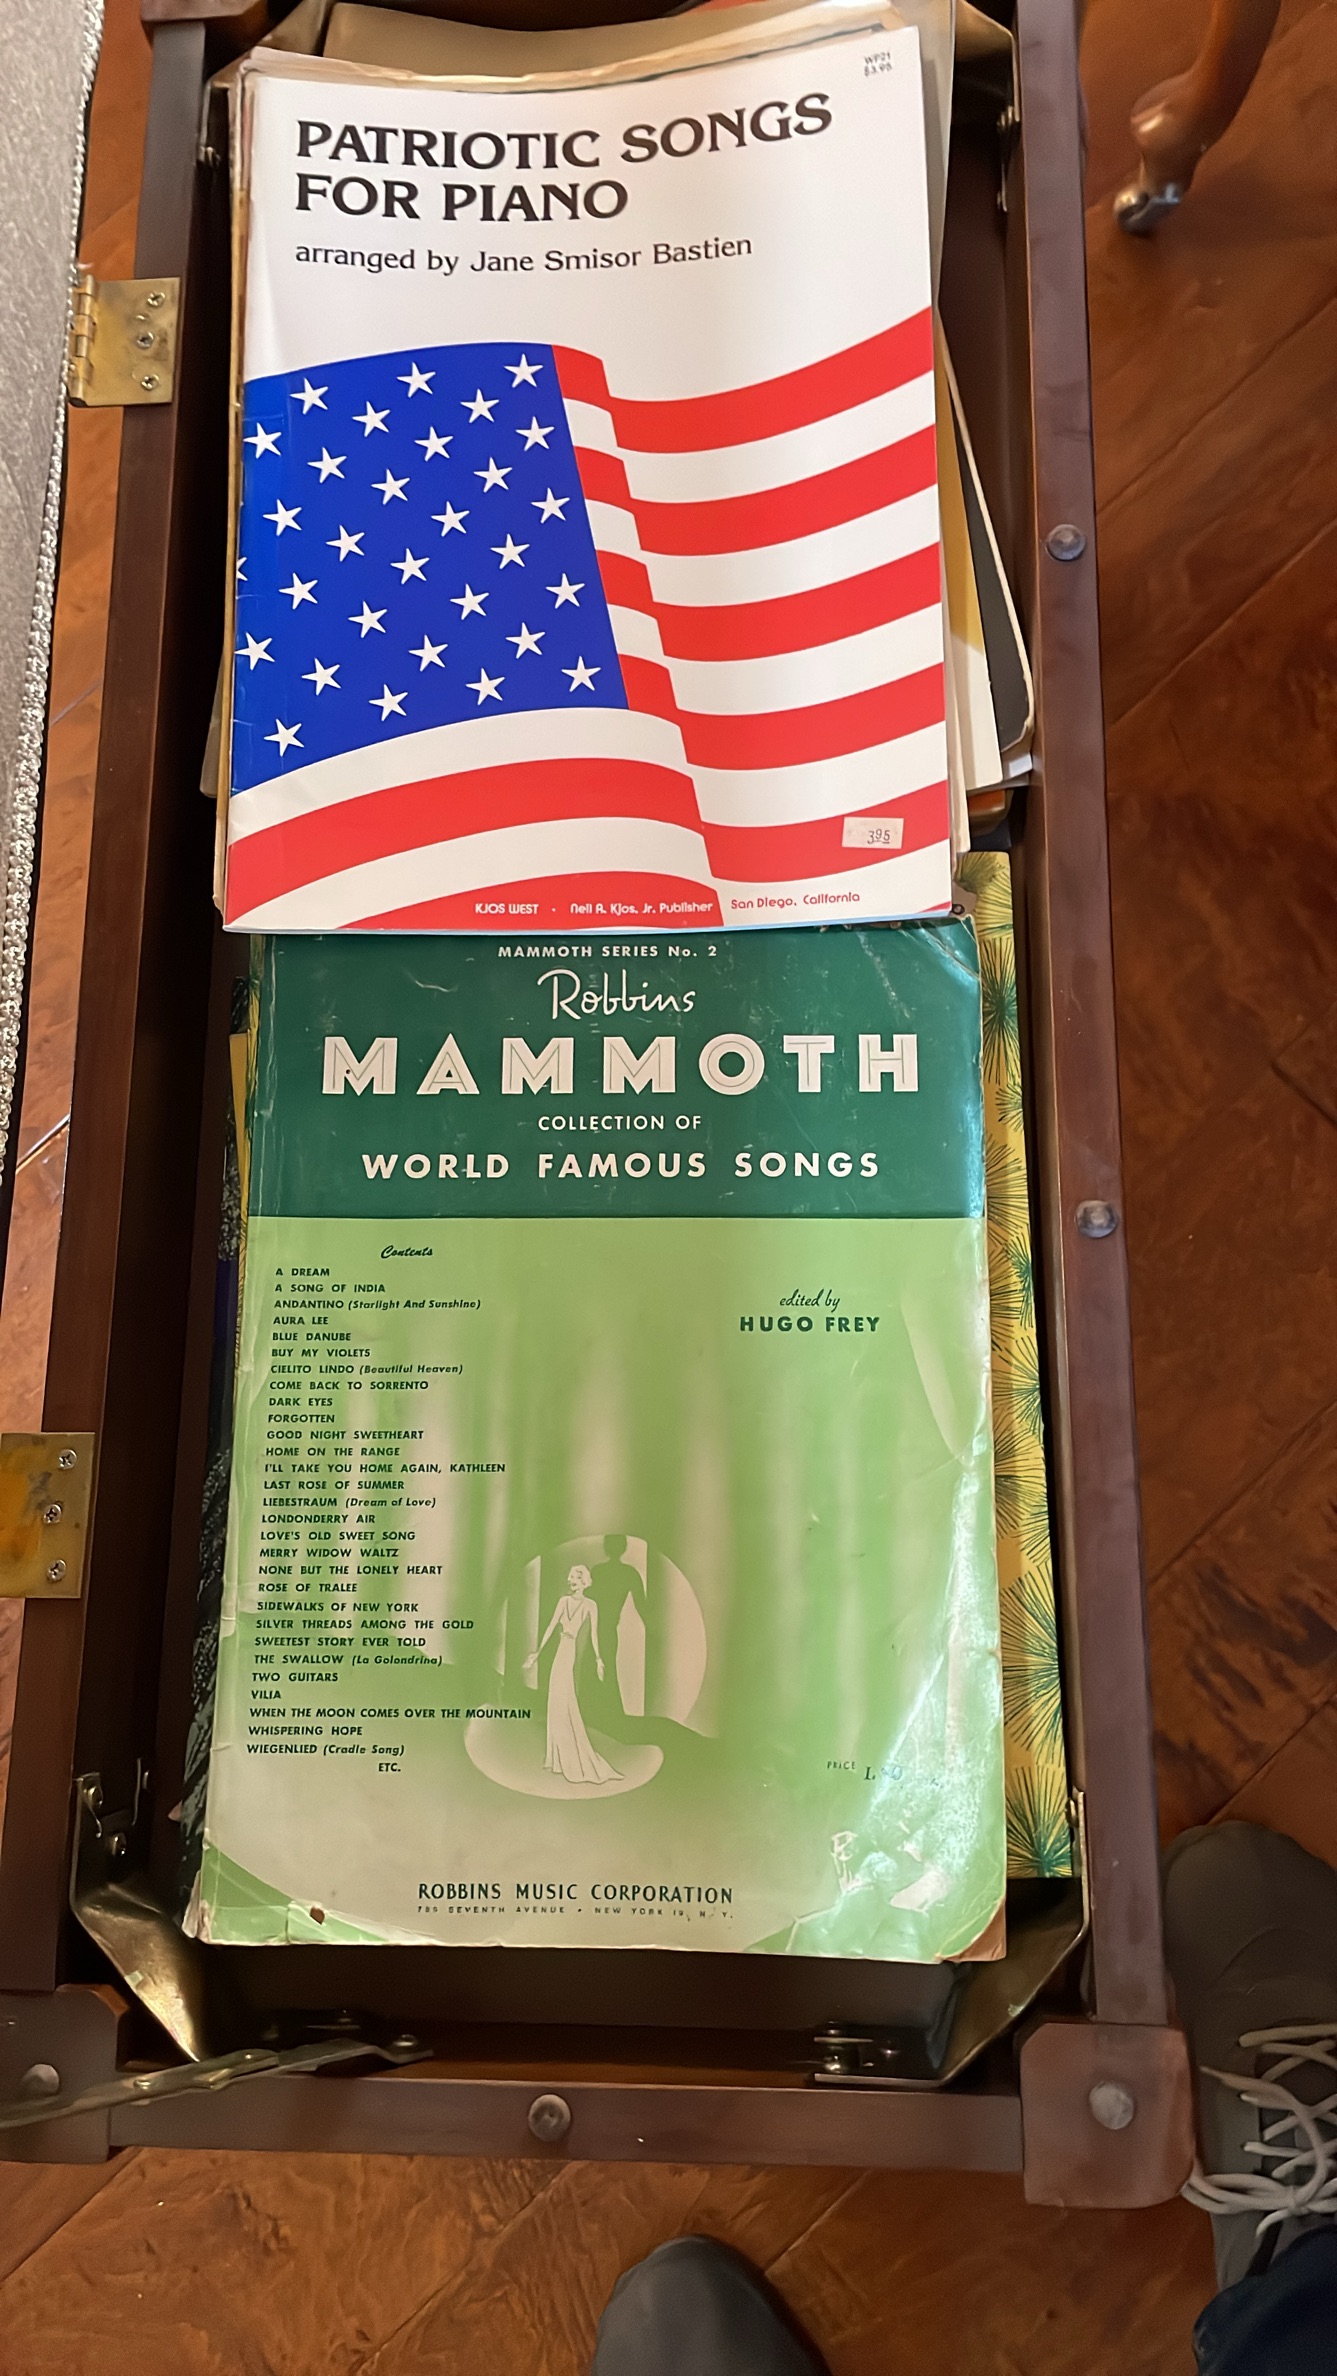 WP21
$3.95
PATRIOTIC SONGS
FOR PIANO
arranged by Jane Smisor Bastien
395
KJOS WEST • Neil A. Kjos, Jr. Publisher San Diego, California
MAMMOTH SERIES No. 2
Robbins
MAMMOTH
COLLECTION OF
WORLD FAMOUS SONGS
Contents
A DREAM
A SONG OF INDIA
ANDANTINO (Starlight And Sunshine)
AURA LEE
BLUE DANUBE
BUY MY VIOLETS
CIELITO LINDO (Beautiful Heaven)
COME BACK TO SORRENTO
DARK EYES
FORGOTTEN
GOOD NIGHT SWEETHEART
HOME ON THE RANGE
I'LL TAKE YOU HOME AGAIN, KATHLEEN
LAST ROSE OF SUMMER
LIEBESTRAUM (Dream of Love)
LONDONDERRY AIR
LOVE'S OLD SWEET SONG
MERRY WIDOW WALTZ
NONE BUT THE LONELY HEART
ROSE OF TRALEE
SIDEWALKS OF NEW YORK
SILVER THREADS AMONG THE GOLD
SWEETEST STORY EVER TOLD
THE SWALLOW (La Golondrina)
TWO GUITARS
VILIA
WHEN THE MOON COMES OVER THE MOUNTAIN
WHISPERING HOPE
WIEGENLIED (Cradle Song)
ETC.
edited by
HUGO FREY
PRICE
ROBBINS MUSIC CORPORATION
799 SEVENTH AVENUE • NEW YORK 19, N. Y.